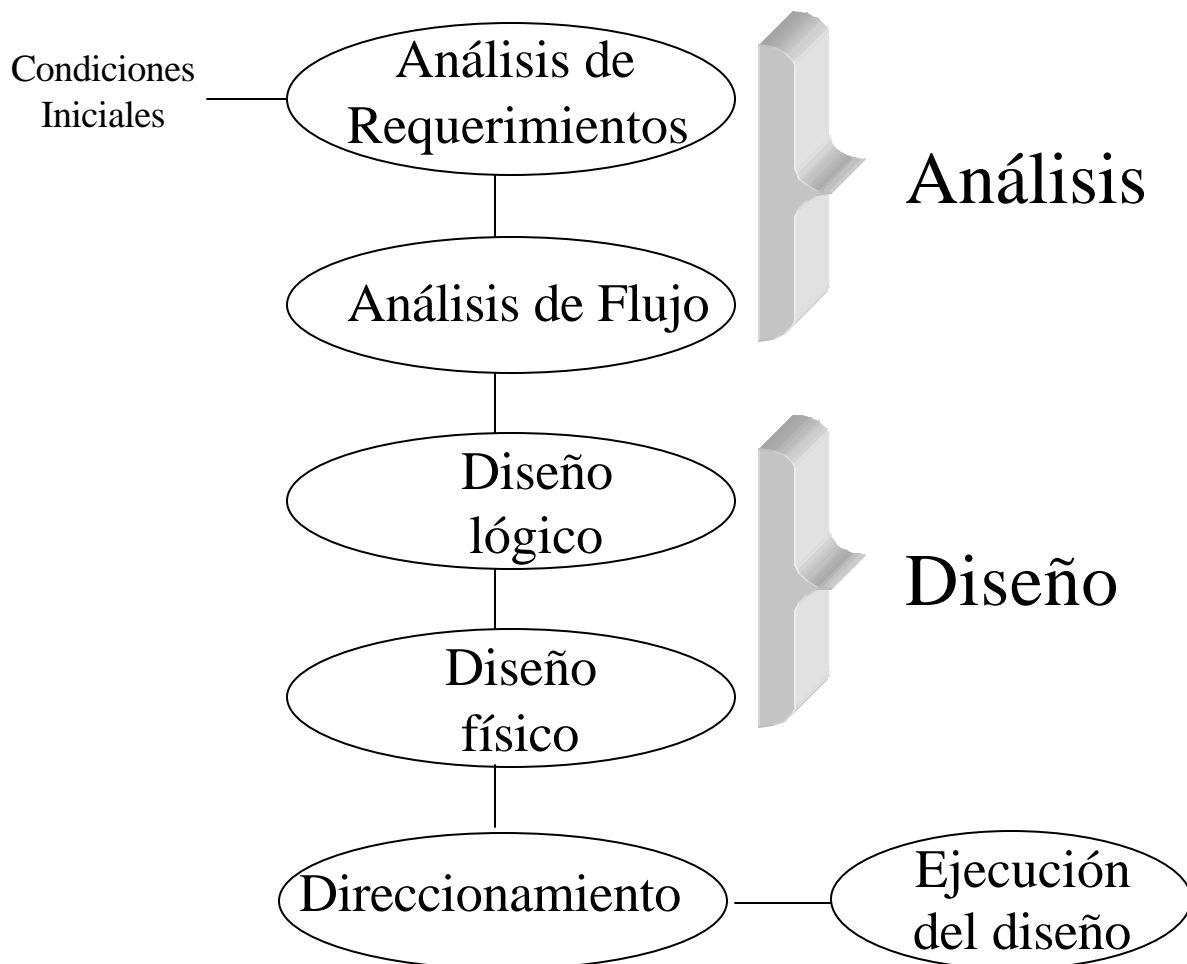 Condiciones
Iniciales
Análisis de
Requerimientos
Análisis
Análisis de Flujo
Diseño
lógico
Diseño
Diseño
físico
Direccionamiento
Ejecución
del diseño